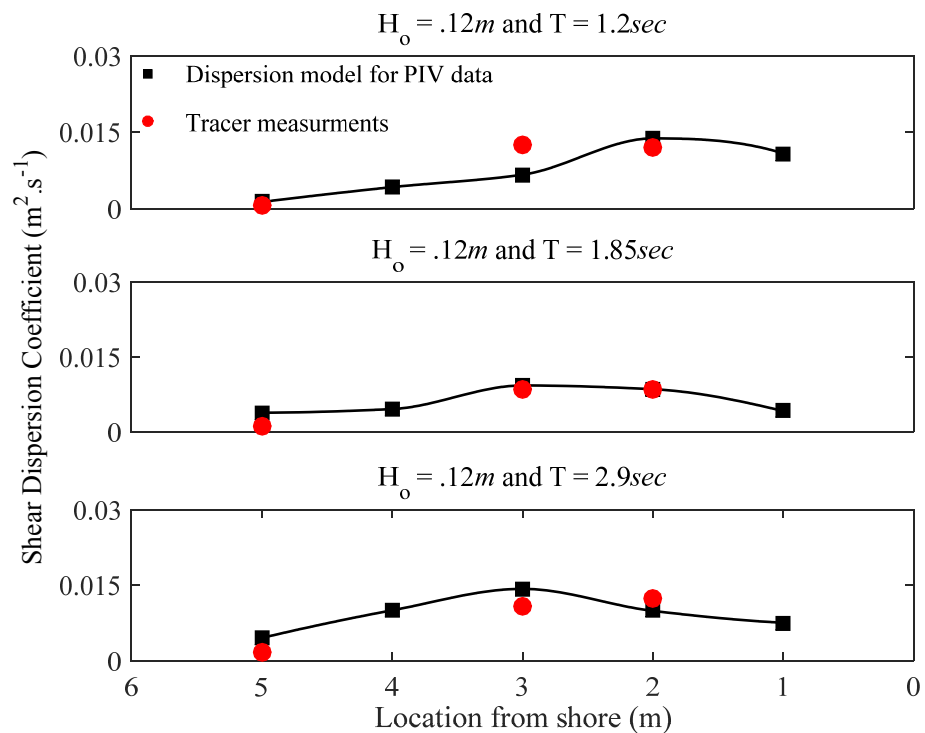 Ho = .12m and T = 1.2sec
0.03
Dispersion model for PIV data
Tracer measurments
0.015
0
Shear Dispersion Coefficient (m².s⁻¹)
Ho = .12m and T = 1.85sec
0.03
0.015
0
Ho = .12m and T = 2.9sec
0.03
0.015
0
6 5 4 3 2 1 0
Location from shore (m)